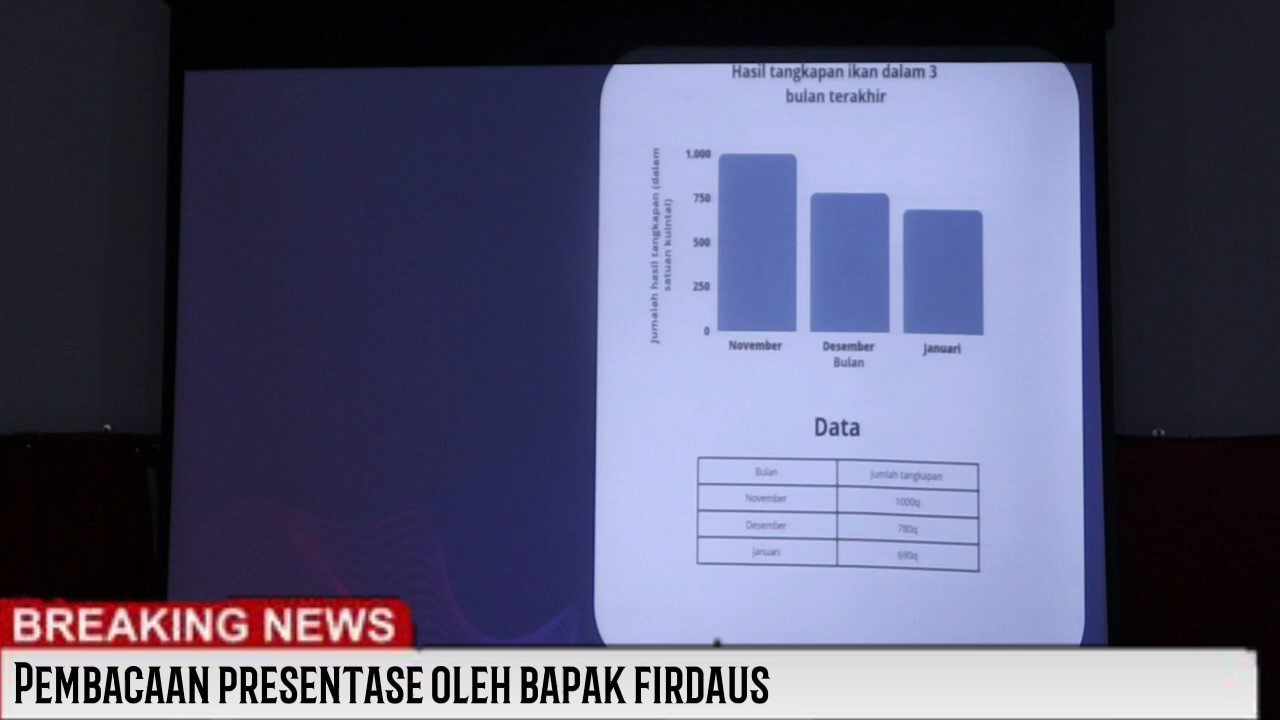 Hasil tangkapan ikan dalam 3
bulan terakhir
Jumalah hasil tangkapan (dalam
satuan kuintal)
1.000
750
500
250
0
November
Desember
Januari
Bulan
Data
Bulan Jumlah tangkapan
November 1000q
Desember 780q
Januari 690q
BREAKING NEWS
PEMBACAAN PRESENTASE OLEH BAPAK FIRDAUS